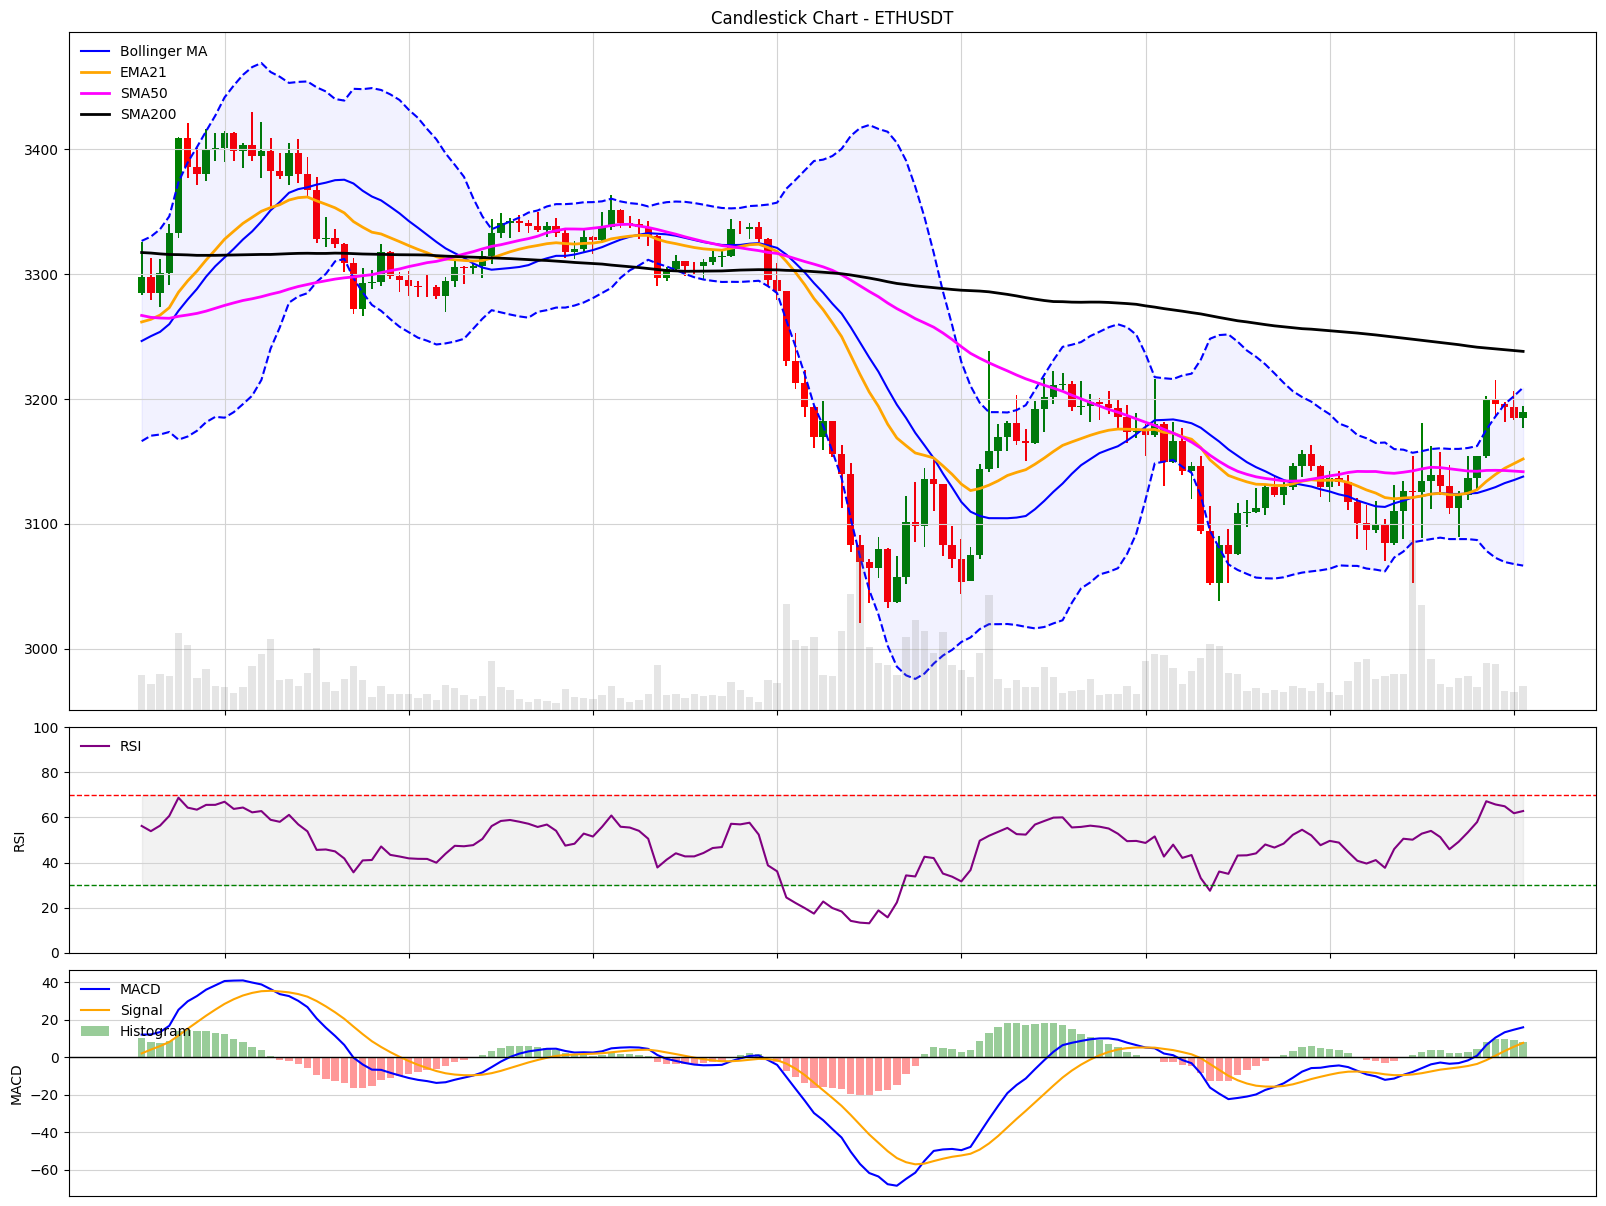 Candlestick Chart - ETHUSDT
Bollinger MA
EMA21
SMA50
SMA200
3400
3300
3200
3100
3000
RSI
100
80
60
40
20
0
RSI
MACD
Signal
Histogram
40
20
0
−20
−40
−60
MACD